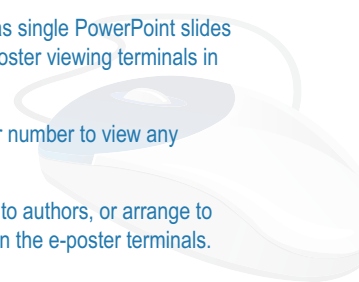 as single PowerPoint slides
oster viewing terminals in
r number to view any
to authors, or arrange to
n the e-poster terminals.